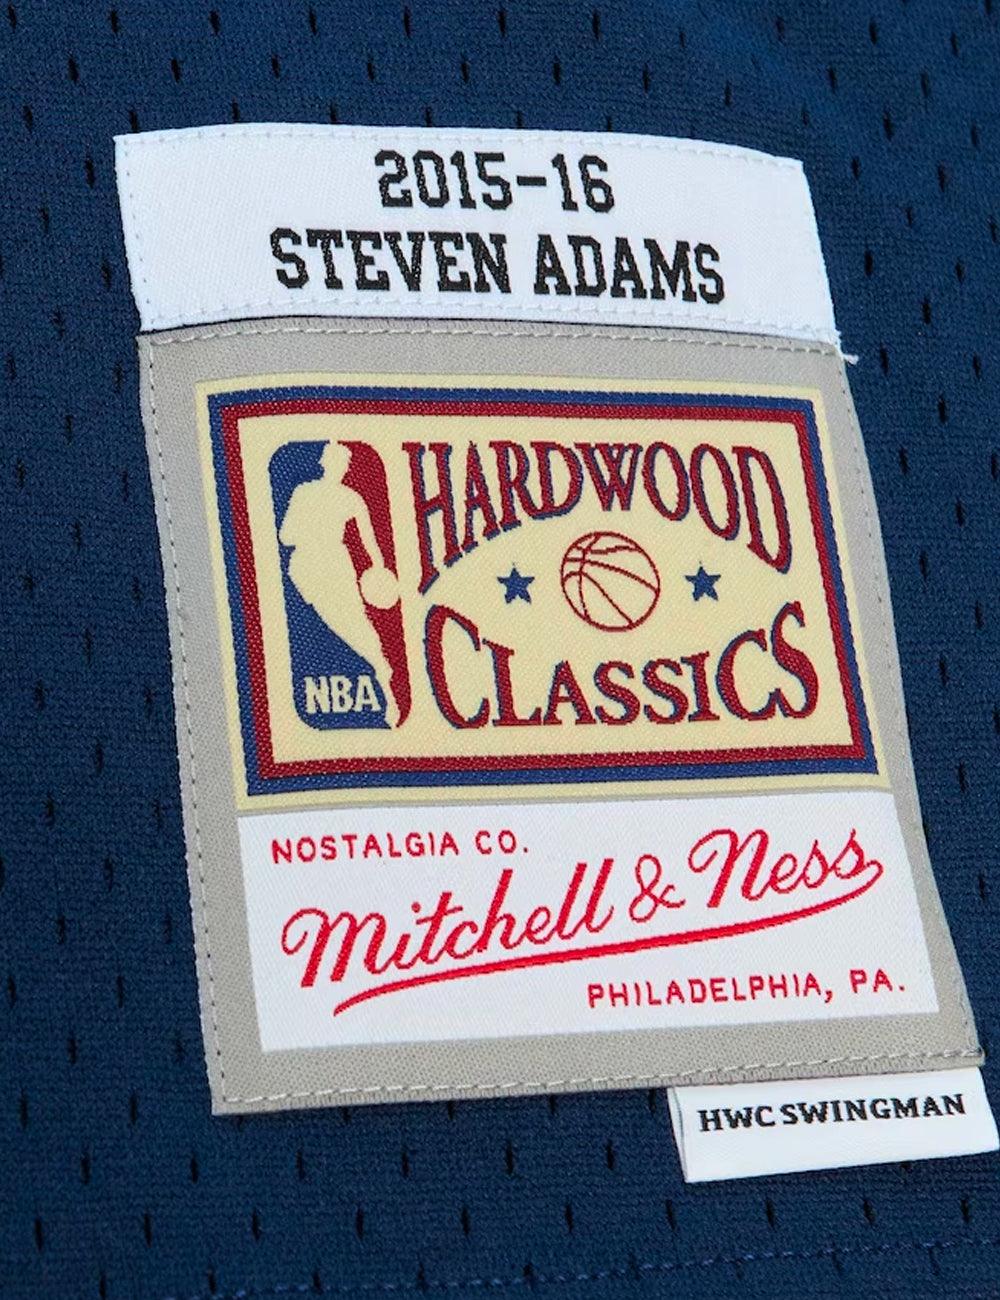 2015-16
STEVEN ADAMS
HARDWOOD
CLASSICS
NBA
NOSTALGIA CO.
Mitchell & Ness
PHILADELPHIA, PA.
HWC SWINGMAN